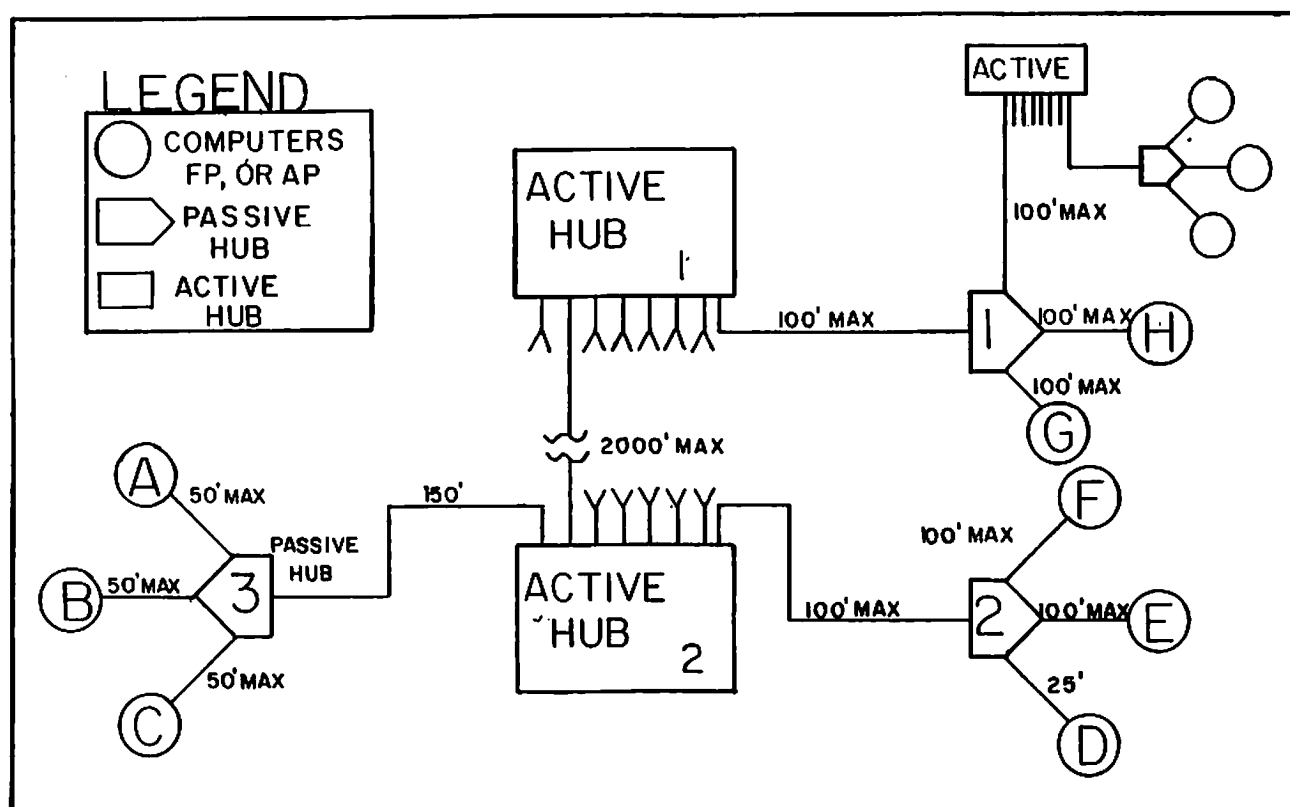 LEGEND
COMPUTERS
FP, OR AP
PASSIVE
HUB
ACTIVE
HUB
ACTIVE
HUB
1
ACTIVE
100' MAX
100' MAX
1
100' MAX
H
100' MAX
G
2000' MAX
A
50' MAX
150'
PASSIVE
HUB
B
50' MAX
3
50' MAX
C
ACTIVE
HUB
2
F
100' MAX
100' MAX
2
100' MAX
E
25'
D